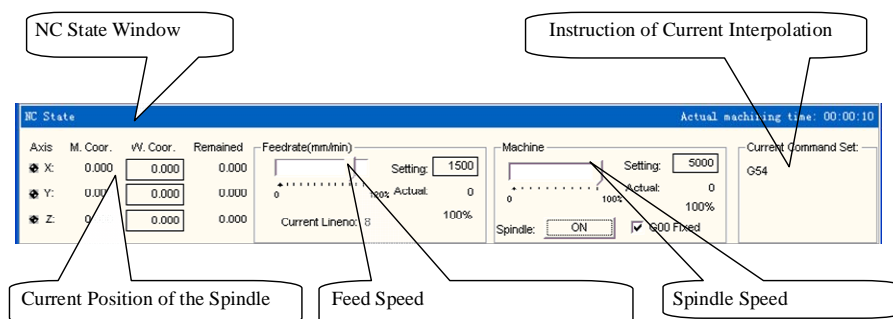 NC State Window
Instruction of Current Interpolation
NC State
Actual machining time: 00:00:10
Axis M. Coor. W. Coor. Remained
X: 0.000 0.000 0.000
Y: 0.000 0.000
Z: 0.000 0.000
Feedrate(mm/min)
Setting: 1500
0 120% Actual: 0
Current Lineno: 8 100%
Machine
Setting: 5000
0 100% Actual: 0
100%
Spindle: ON G00 Fixed
Current Command Set:
G54
Current Position of the Spindle
Feed Speed
Spindle Speed